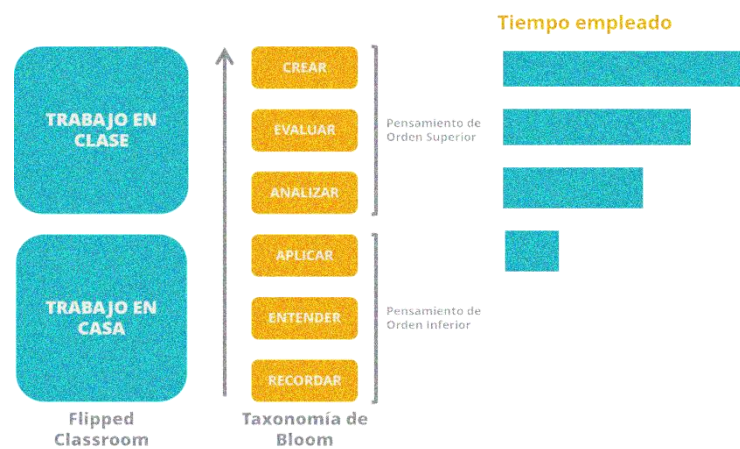 Tiempo empleado
TRABAJO EN
CLASE
CREAR
EVALUAR
ANALIZAR
Pensamiento de
Orden Superior
TRABAJO EN
CASA
APLICAR
ENTENDER
RECORDAR
Pensamiento de
Orden Inferior
Flipped
Classroom
Taxonomía de
Bloom